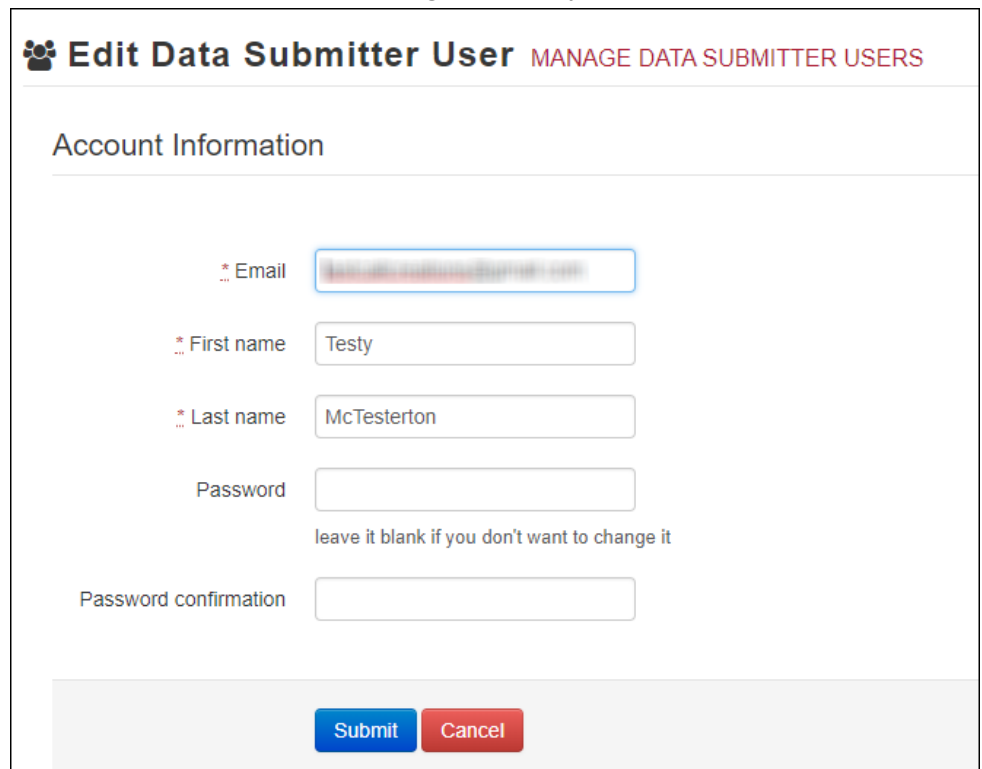 Edit Data Submitter User MANAGE DATA SUBMITTER USERS
Account Information
* Email
* First name Testy
* Last name McTesterton
Password
leave it blank if you don't want to change it
Password confirmation
Submit Cancel